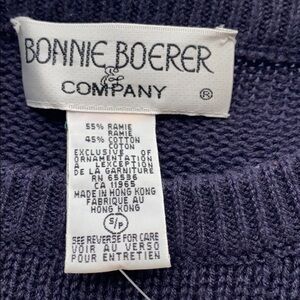 BONNIE BOERER
&
COMPANY ®
55% RAMIE
RAMIE
45% COTTON
COTON
EXCLUSIVE OF
ORNAMENTATION
A LEXCEPTION
DE LA GARNITURE
RN 65536
CA 11965
MADE IN HONG KONG
FABRIQUE AU
HONG KONG
S/P
SEE REVERSE FOR CARE
VOIR AU VERSO
POUR ENTRETIEN